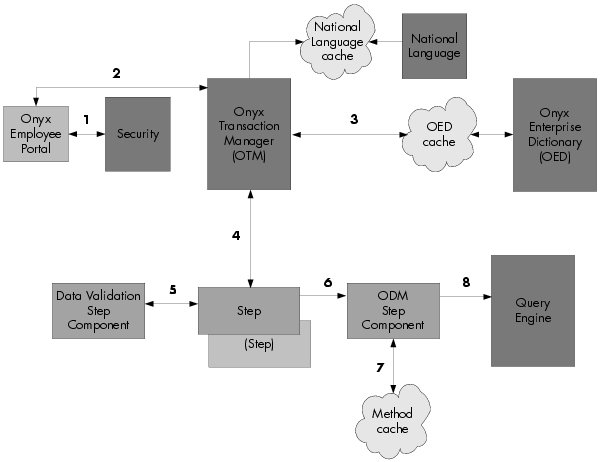 National
Language
cache
National
Language
2
Onyx
Employee
Portal
1
Security
Onyx
Transaction
Manager
(OTM)
3
OED
cache
Onyx
Enterprise
Dictionary
(OED)
4
Data Validation
Step
Component
5
Step
(Step)
6
ODM
Step
Component
8
Query
Engine
7
Method
cache